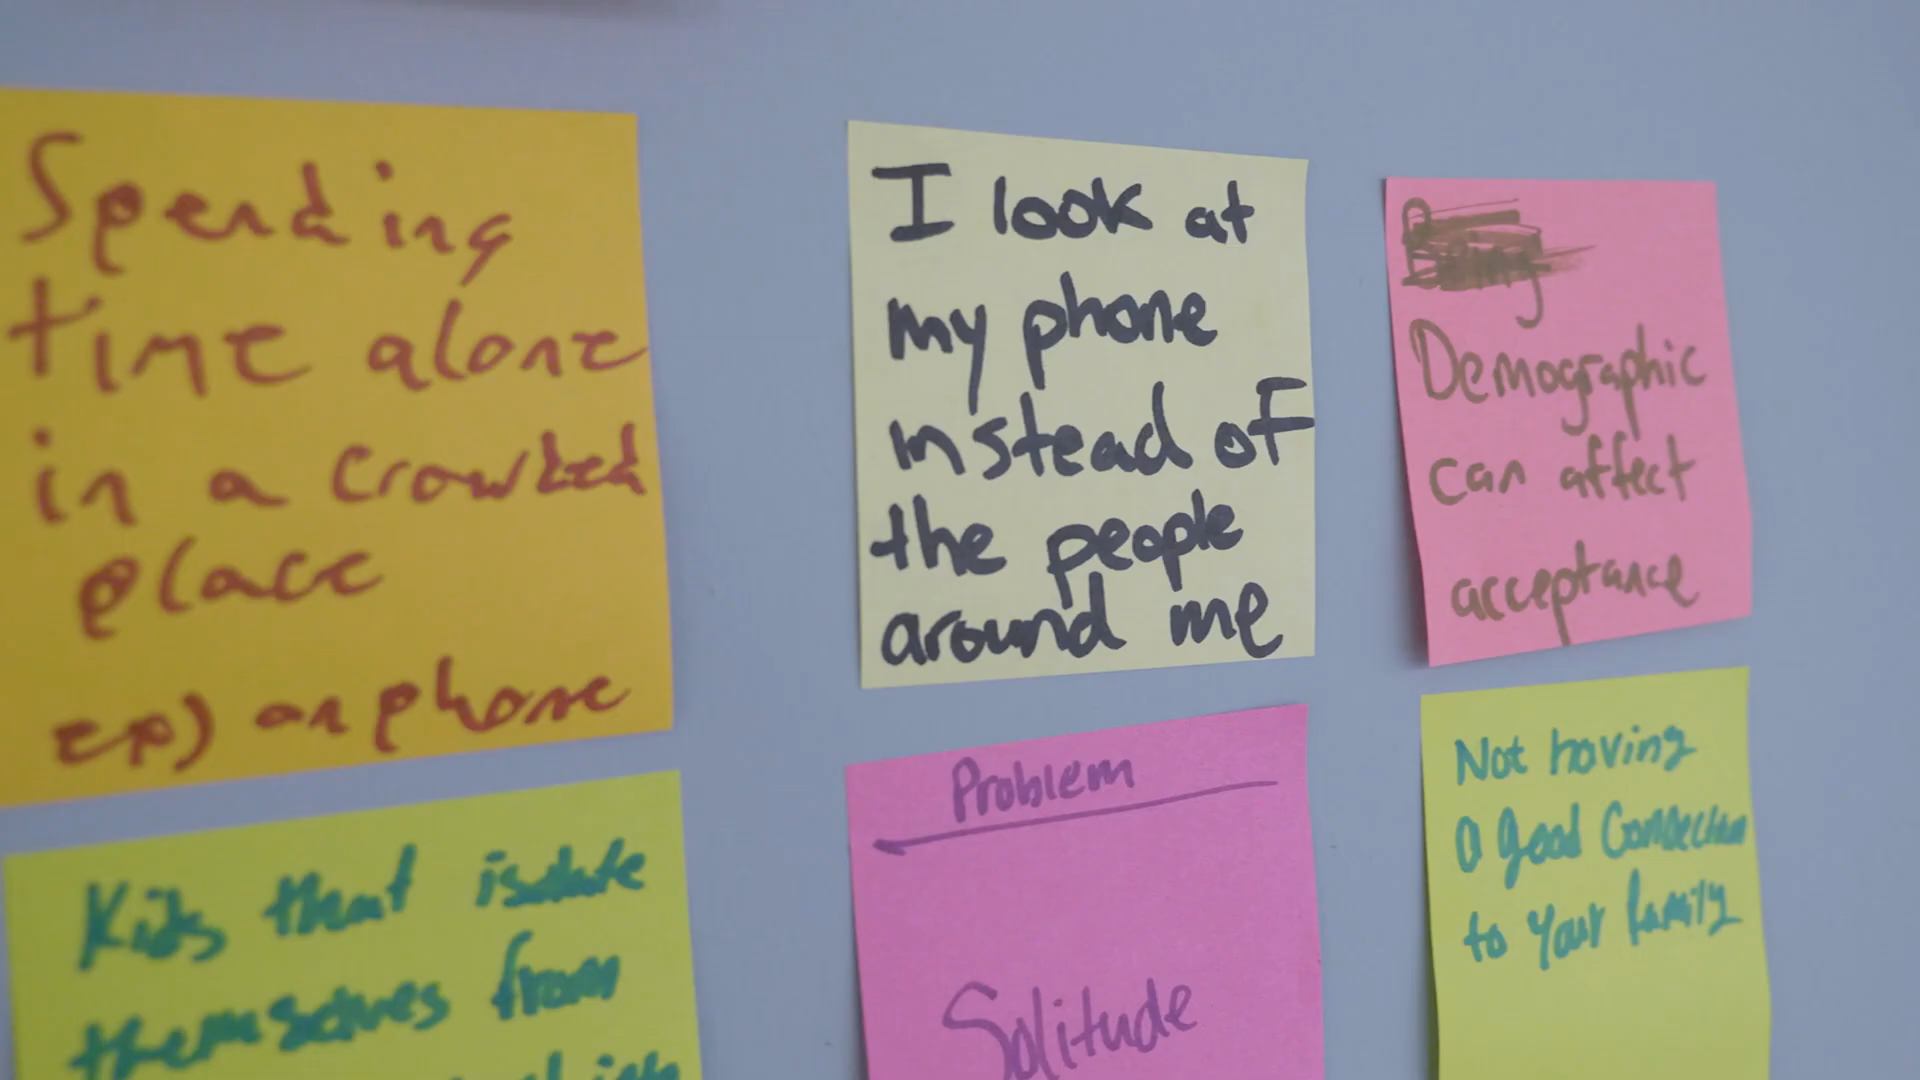 Spending
time alone
in a crowded
place
ex) on phone
I look at
my phone
instead of
the people
around me
Demographic
can affect
acceptance
Kids that isolate
themselves from
Problem
Solitude
Not having
a good Connection
to your family